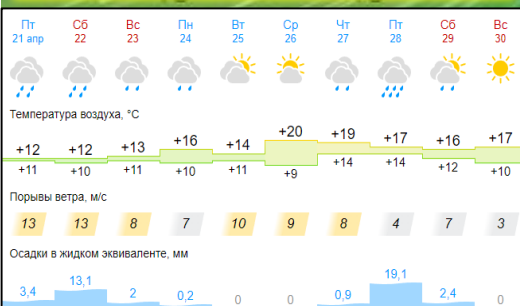 Пт Сб Вс Пн Вт Ср Чт Пт Сб Вс
21 апр 22 23 24 25 26 27 28 29 30
Температура воздуха, °C
+12 +12 +13 +16 +14 +20 +19 +17 +16 +17
+11 +10 +11 +10 +11 +9 +14 +14 +12 +10
Порывы ветра, м/с
13 13 8 7 10 9 8 4 7 3
Осадки в жидком эквиваленте, мм
3,4 13,1 2 0,2 0 0 0,9 19,1 2,4 0